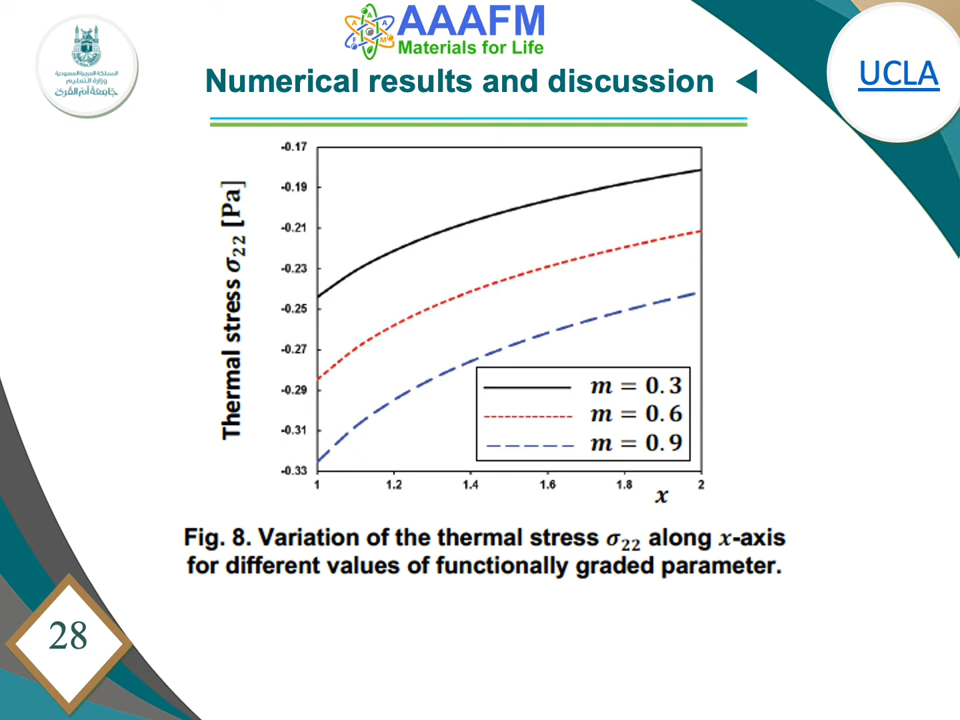 AAAFM
Materials for Life
المملكة العربية السعودية
وزارة التعليم
جامعة أم القرى
Numerical results and discussion
UCLA
Thermal stress σ₂₂ [Pa]
-0.17
-0.19
-0.21
-0.23
-0.25
-0.27
-0.29
-0.31
-0.33
m = 0.3
m = 0.6
m = 0.9
1 1.2 1.4 1.6 1.8 2
x
Fig. 8. Variation of the thermal stress σ₂₂ along x-axis
for different values of functionally graded parameter.
28